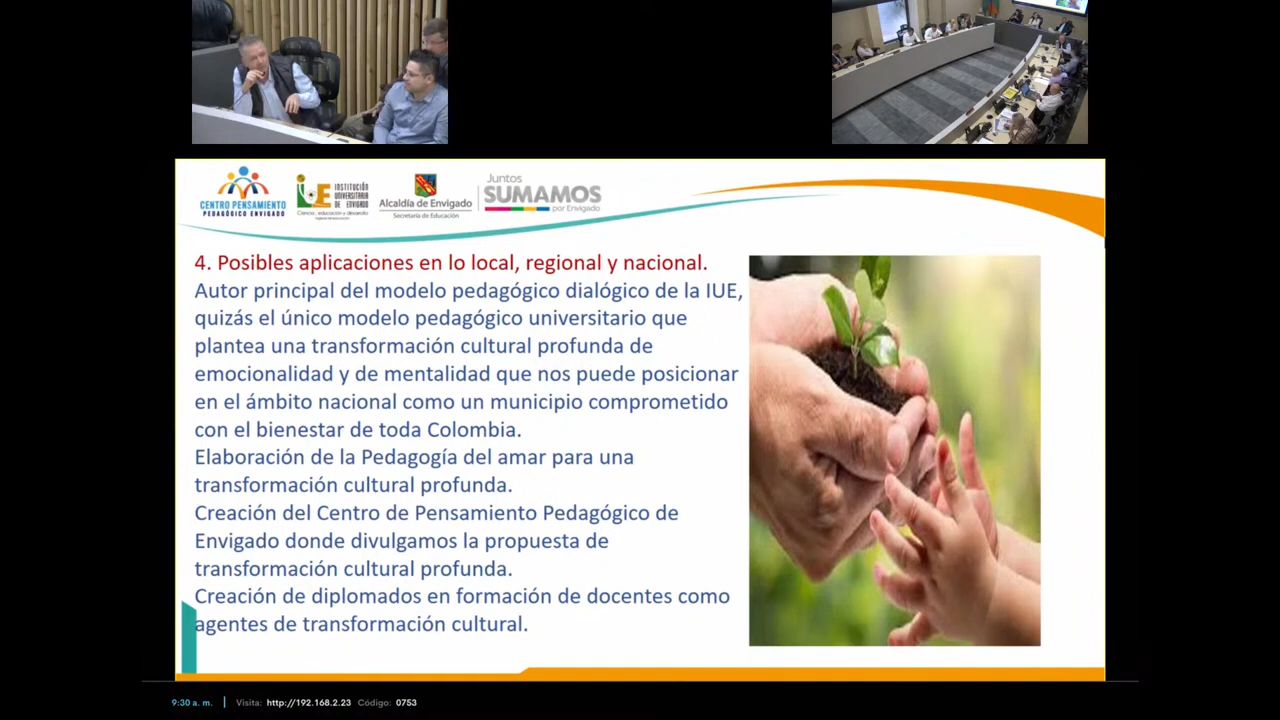 CENTRO PENSAMIENTO
PEDAGÓGICO ENVIGADO
IUE
INSTITUCIÓN
UNIVERSITARIA
DE ENVIGADO
Ciencia, educación y desarrollo
Alcaldía de Envigado
Secretaría de Educación
Juntos
SUMAMOS
por Envigado
4. Posibles aplicaciones en lo local, regional y nacional.
Autor principal del modelo pedagógico dialógico de la IUE,
quizás el único modelo pedagógico universitario que
plantea una transformación cultural profunda de
emocionalidad y de mentalidad que nos puede posicionar
en el ámbito nacional como un municipio comprometido
con el bienestar de toda Colombia.
Elaboración de la Pedagogía del amar para una
transformación cultural profunda.
Creación del Centro de Pensamiento Pedagógico de
Envigado donde divulgamos la propuesta de
transformación cultural profunda.
Creación de diplomados en formación de docentes como
agentes de transformación cultural.
9:30 a. m. | Visita: http://192.168.2.23 Código: 0753